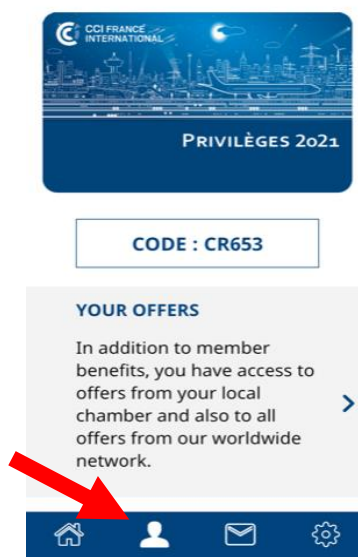 CCI FRANCE
INTERNATIONAL
PRIVILÈGES 2021
CODE : CR653
YOUR OFFERS
In addition to member
benefits, you have access to
offers from your local
chamber and also to all
offers from our worldwide
network.